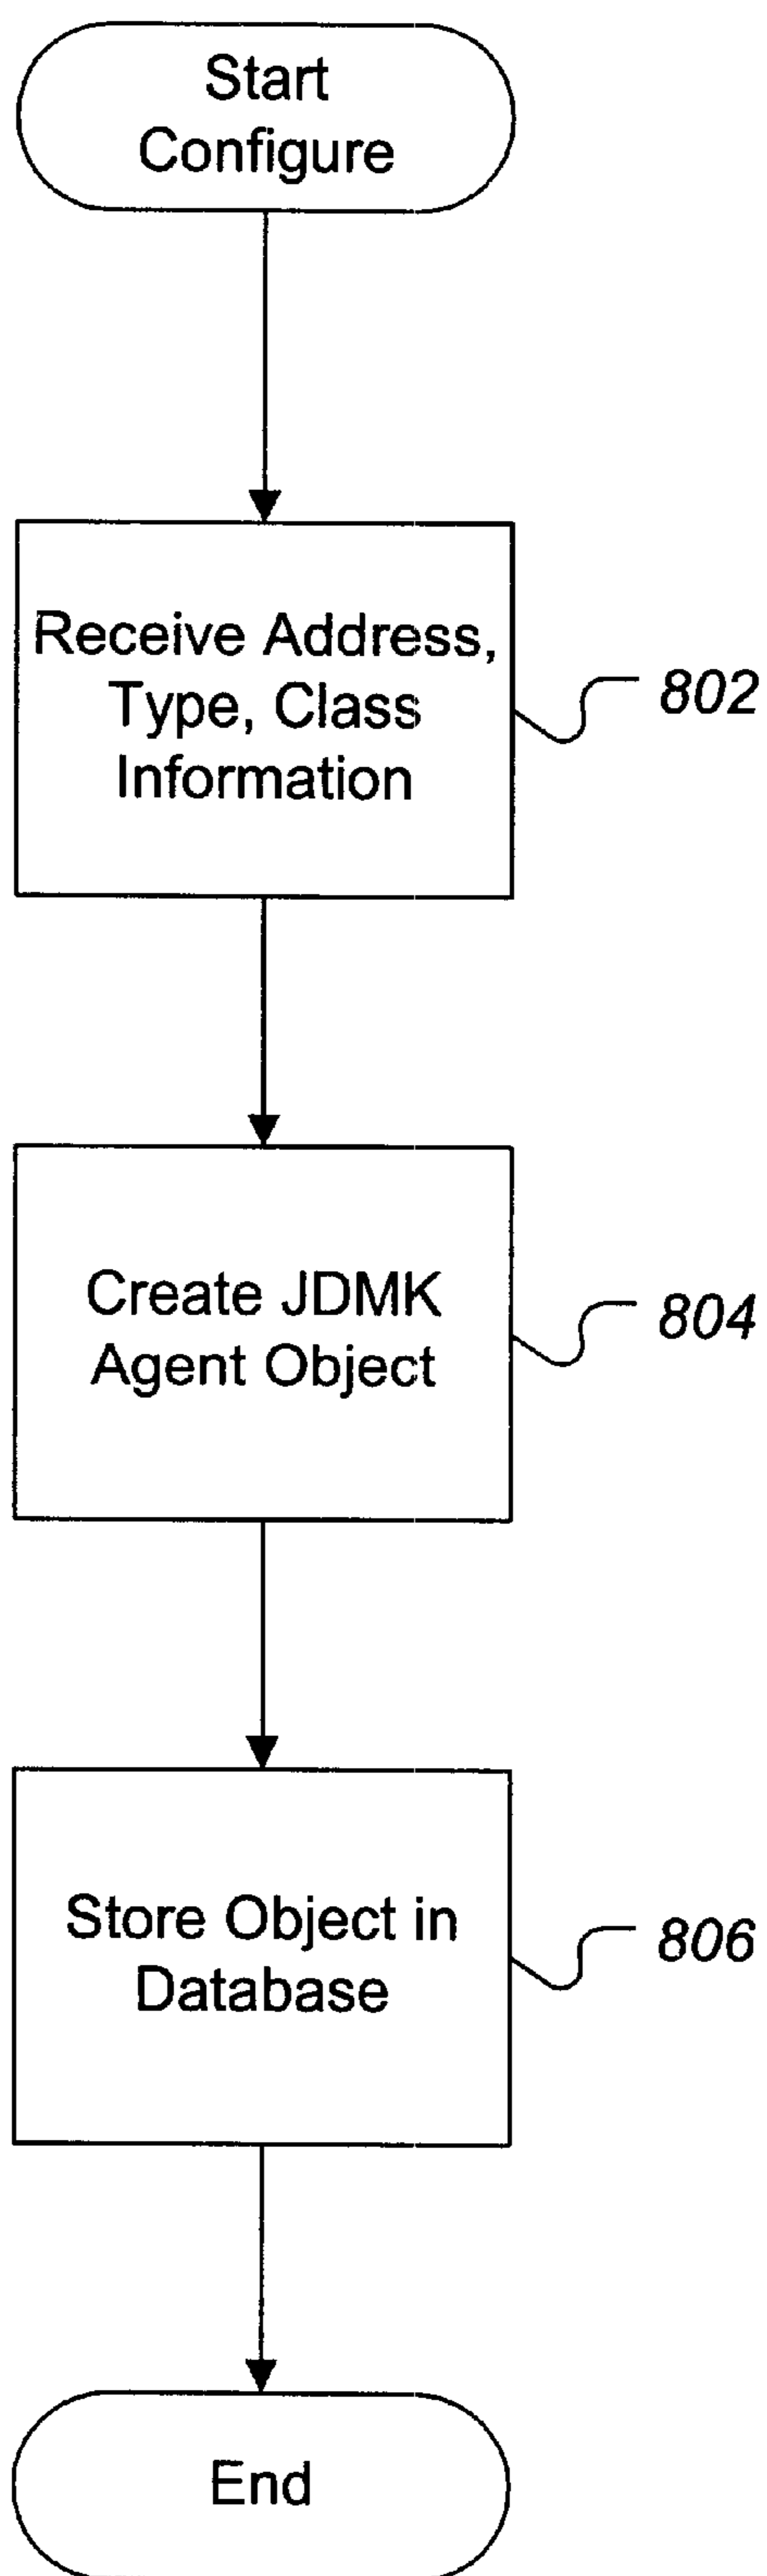 Start
Configure
Receive Address,
Type, Class
Information
802
Create JDMK
Agent Object
804
Store Object in
Database
806
End